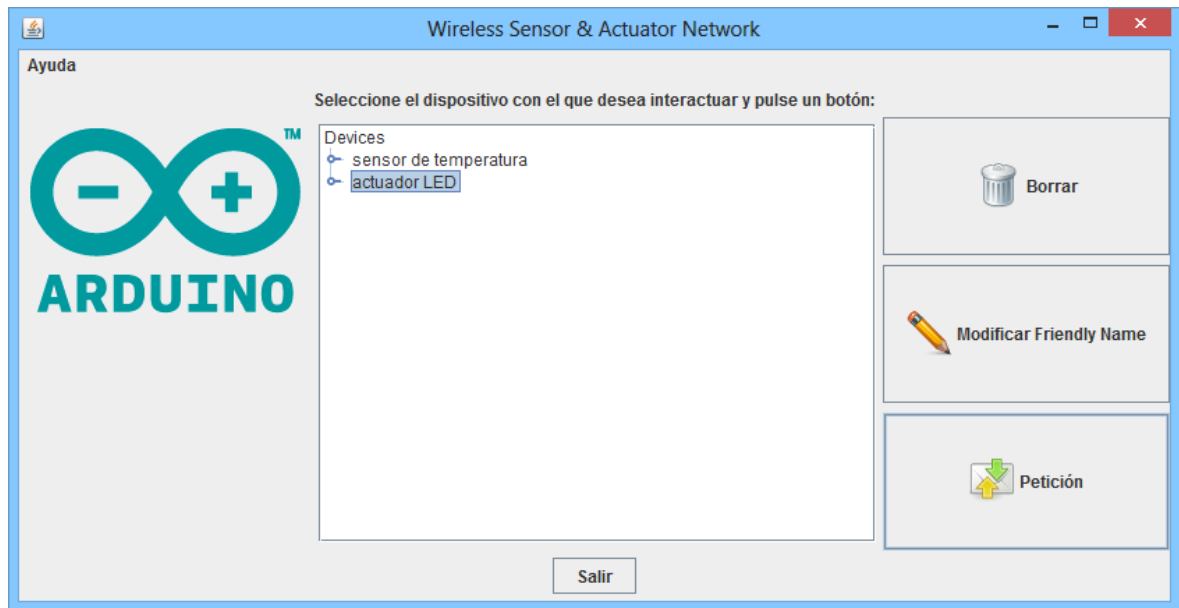 Wireless Sensor & Actuator Network
Ayuda
Seleccione el dispositivo con el que desea interactuar y pulse un botón:
TM
ARDUINO
Devices
sensor de temperatura
actuador LED
Borrar
Modificar Friendly Name
Petición
Salir